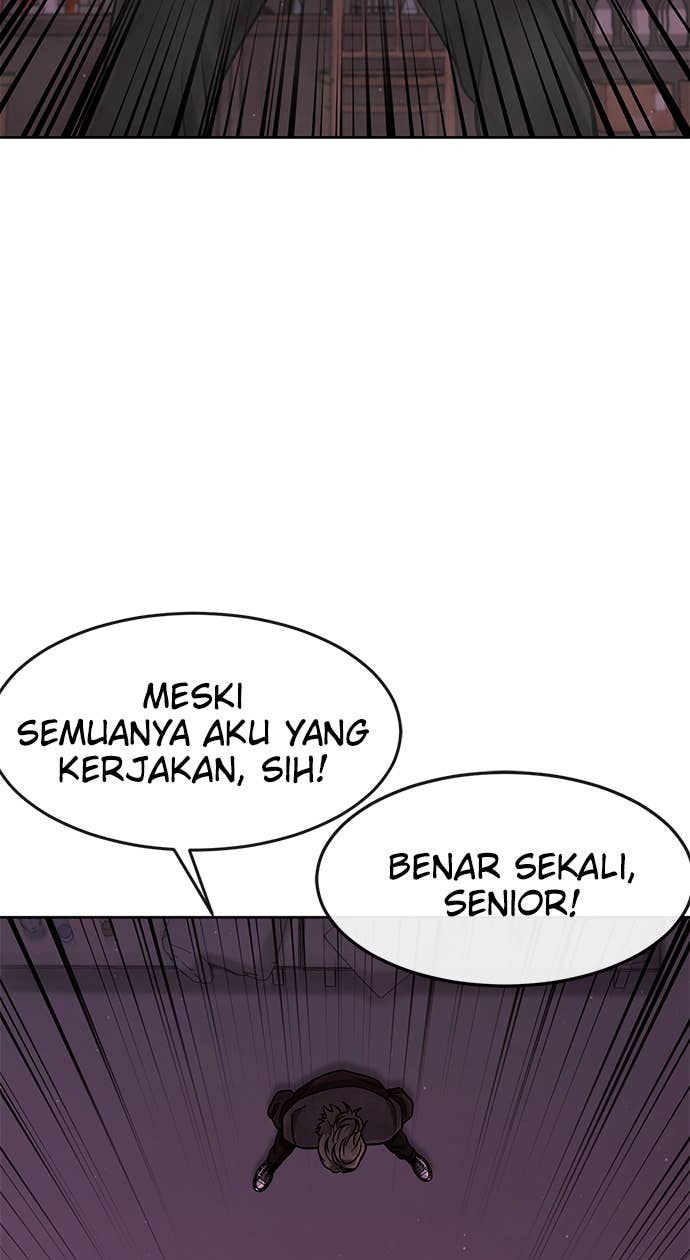 MESKI
SEMUANYA AKU YANG
KERJAKAN, SIH!
BENAR SEKALI,
SENIOR!